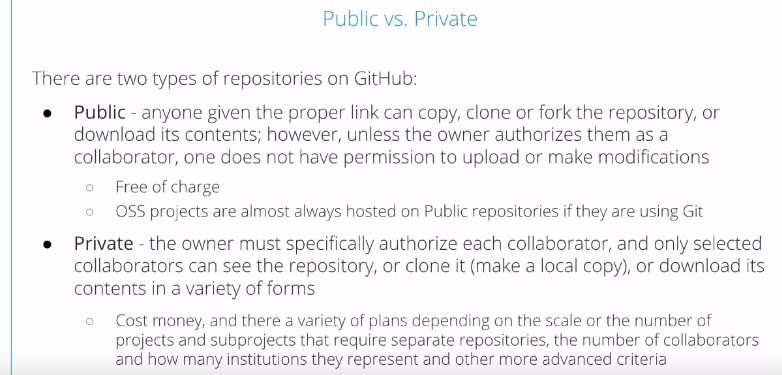 Public vs. Private
There are two types of repositories on GitHub:
● Public - anyone given the proper link can copy, clone or fork the repository, or
download its contents; however, unless the owner authorizes them as a
collaborator, one does not have permission to upload or make modifications
○ Free of charge
○ OSS projects are almost always hosted on Public repositories if they are using Git
● Private - the owner must specifically authorize each collaborator, and only selected
collaborators can see the repository, or clone it (make a local copy), or download its
contents in a variety of forms
○ Cost money, and there a variety of plans depending on the scale or the number of
projects and subprojects that require separate repositories, the number of collaborators
and how many institutions they represent and other more advanced criteria